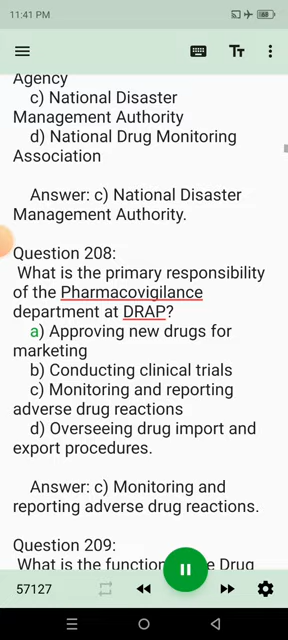 11:41 PM
Agency
c) National Disaster
Management Authority
d) National Drug Monitoring
Association
Answer: c) National Disaster
Management Authority.
Question 208:
What is the primary responsibility
of the Pharmacovigilance
department at DRAP?
a) Approving new drugs for
marketing
b) Conducting clinical trials
c) Monitoring and reporting
adverse drug reactions
d) Overseeing drug import and
export procedures.
Answer: c) Monitoring and
reporting adverse drug reactions.
Question 209:
What is the function e Drug
57127